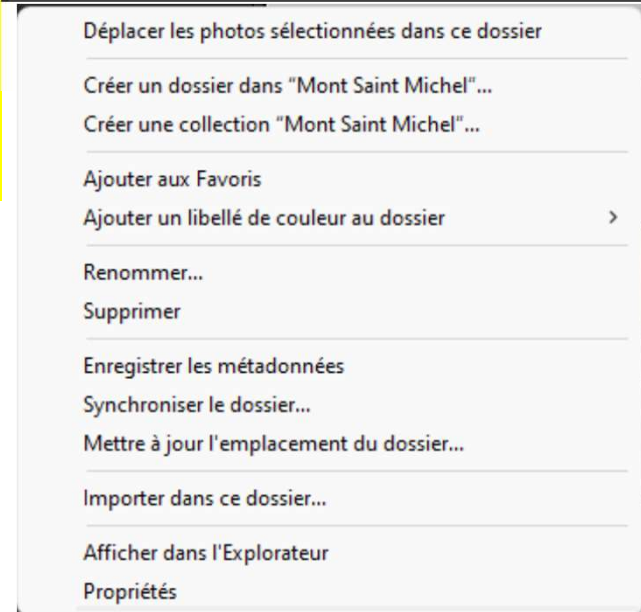 Déplacer les photos sélectionnées dans ce dossier
Créer un dossier dans “Mont Saint Michel”...
Créer une collection “Mont Saint Michel”...
Ajouter aux Favoris
Ajouter un libellé de couleur au dossier
Renommer...
Supprimer
Enregistrer les métadonnées
Synchroniser le dossier...
Mettre à jour l'emplacement du dossier...
Importer dans ce dossier...
Afficher dans l'Explorateur
Propriétés